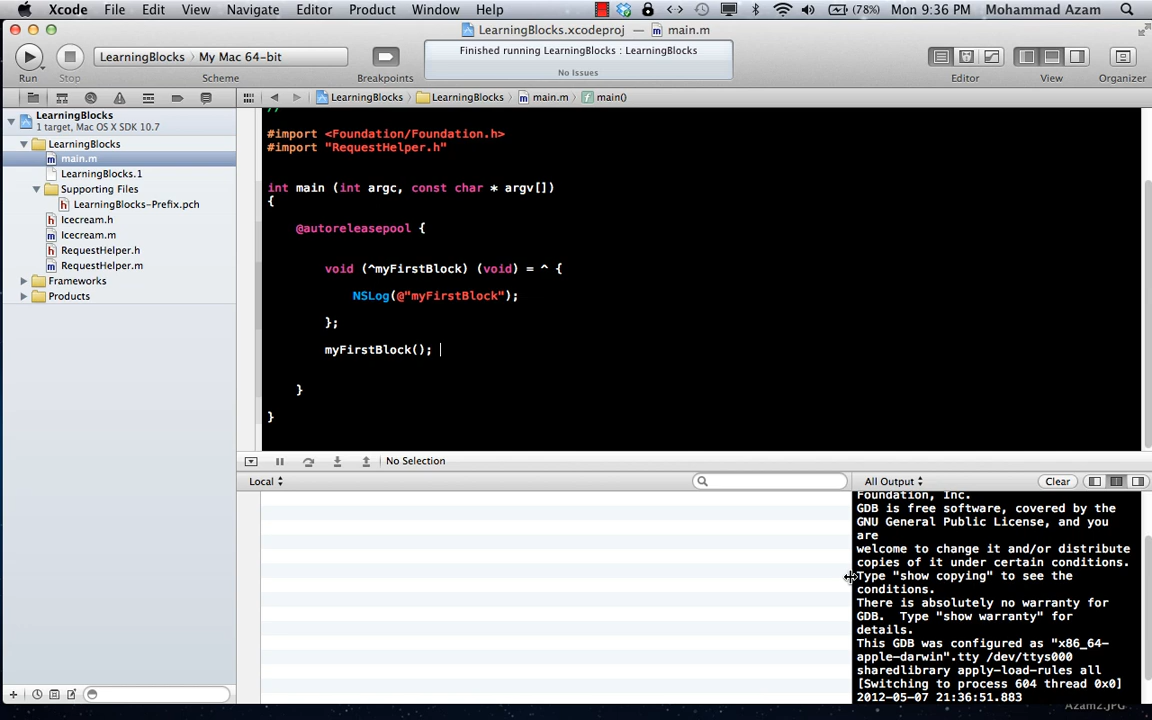 Xcode File Edit View Navigate Editor Product Window Help (78%) Mon 9:36 PM Mohammad Azam
LearningBlocks.xcodeproj — main.m
LearningBlocks My Mac 64-bit
Finished running LearningBlocks : LearningBlocks
No Issues
Run Stop Scheme Breakpoints Editor View Organizer
LearningBlocks LearningBlocks main.m main()
LearningBlocks
1 target, Mac OS X SDK 10.7
LearningBlocks
main.m
LearningBlocks.1
Supporting Files
LearningBlocks-Prefix.pch
Icecream.h
Icecream.m
RequestHelper.h
RequestHelper.m
Frameworks
Products
//
#import <Foundation/Foundation.h>
#import "RequestHelper.h"
int main (int argc, const char * argv[])
{
@autoreleasepool {
void (^myFirstBlock) (void) = ^ {
NSLog(@"myFirstBlock");
};
myFirstBlock();
}
}
No Selection
Local
All Output Clear
Foundation, Inc.
GDB is free software, covered by the
GNU General Public License, and you
are
welcome to change it and/or distribute
copies of it under certain conditions.
Type "show copying" to see the
conditions.
There is absolutely no warranty for
GDB. Type "show warranty" for
details.
This GDB was configured as "x86_64-
apple-darwin".tty /dev/ttys000
sharedlibrary apply-load-rules all
[Switching to process 604 thread 0x0]
2012-05-07 21:36:51.883
Azam2.JPG